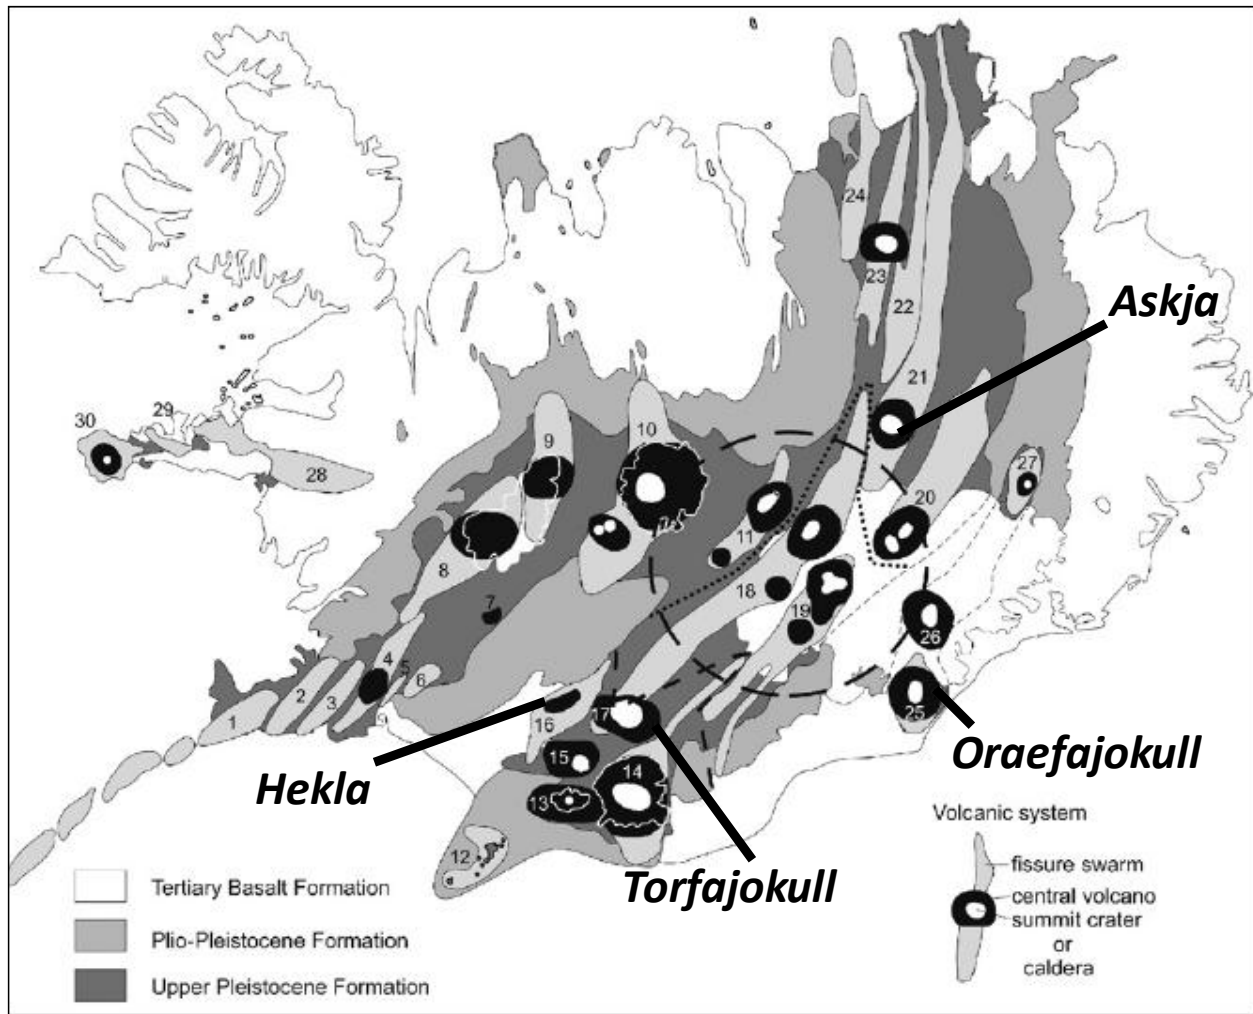 24
23
22
Askja
21
30
29
28
9
10
27
20
11
8
18
19
7
26
4
5
6
2
3
1
9
16
17
25
Hekla
15
Oraefajokull
14
13
12
Torfajokull
Volcanic system
fissure swarm
central volcano
summit crater
or
caldera
Tertiary Basalt Formation
Plio-Pleistocene Formation
Upper Pleistocene Formation